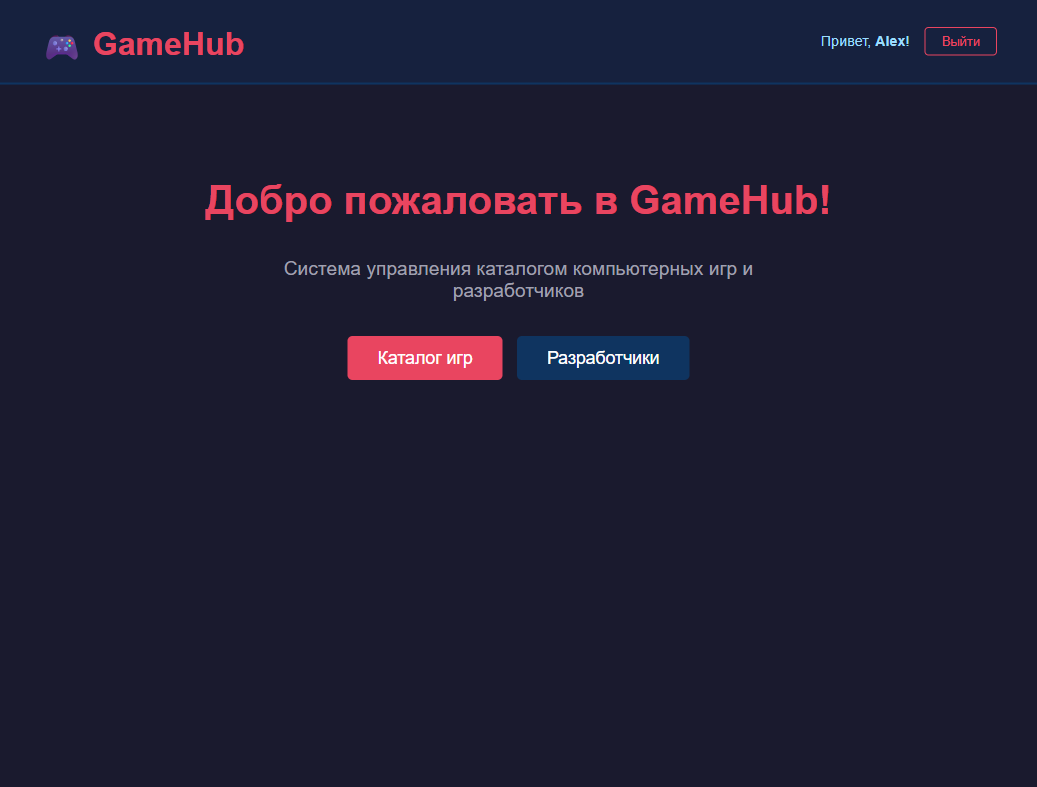 GameHub
Привет, Alex!
Выйти
Добро пожаловать в GameHub!
Система управления каталогом компьютерных игр и
разработчиков
Каталог игр
Разработчики